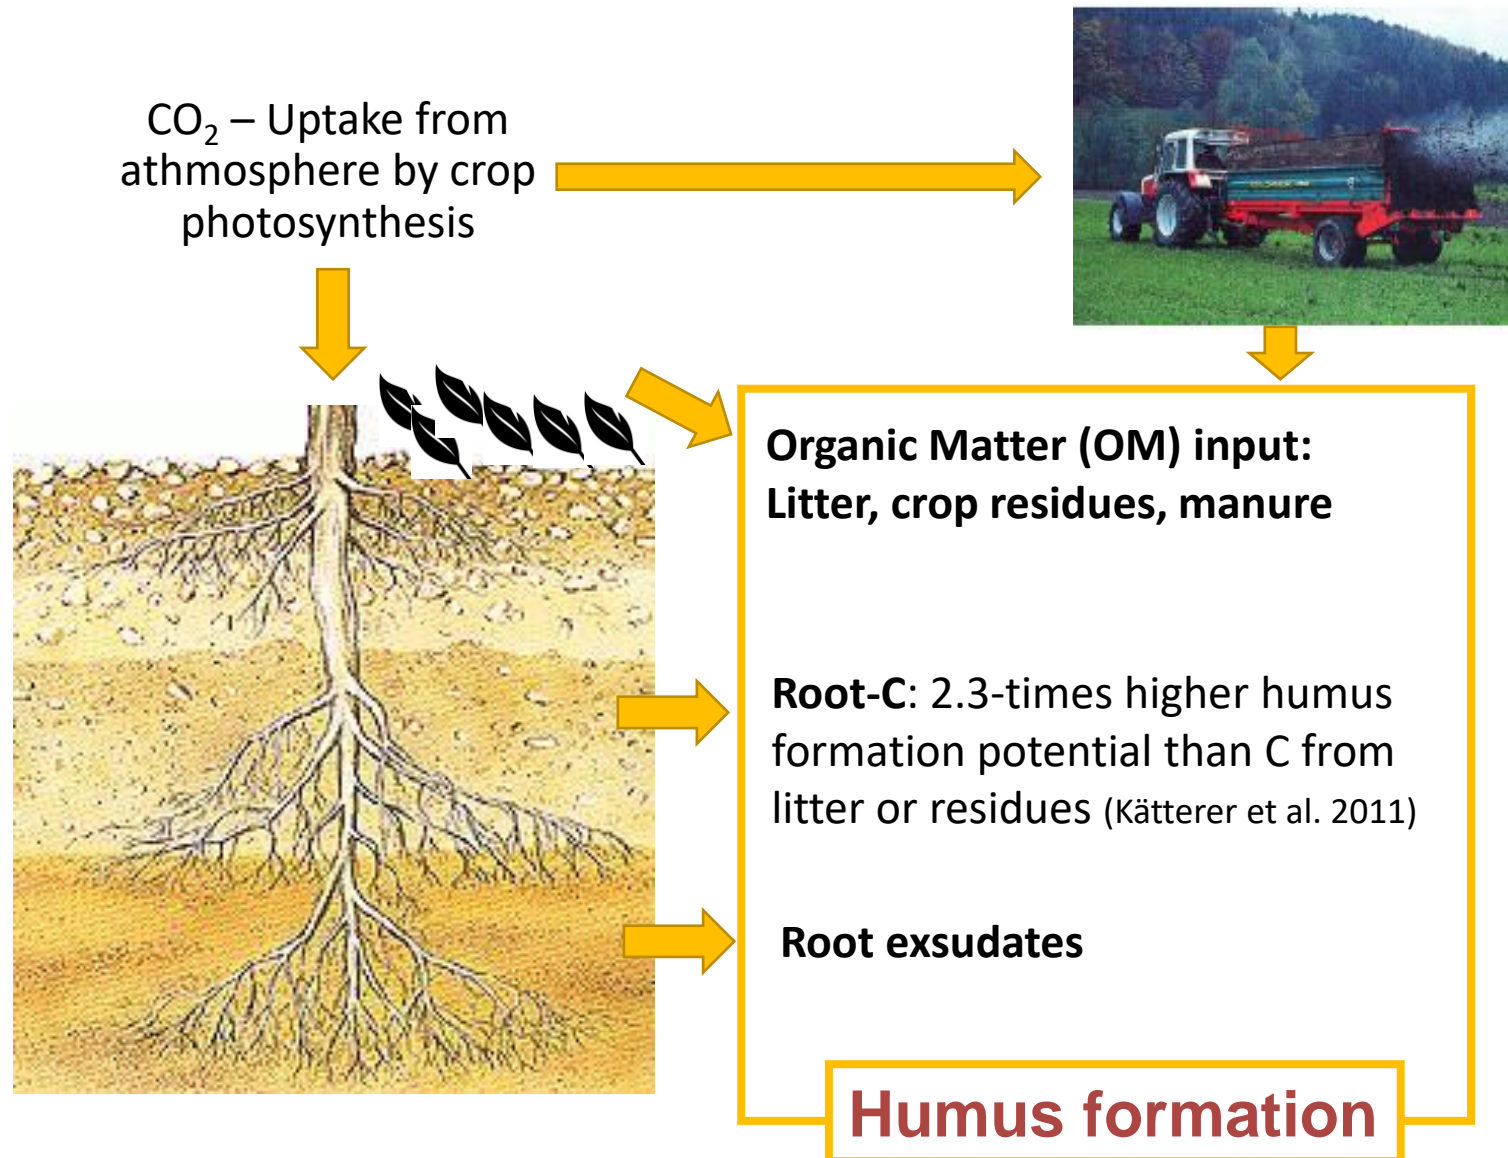 CO₂ – Uptake from
athmosphere by crop
photosynthesis
Organic Matter (OM) input:
Litter, crop residues, manure
Root-C: 2.3-times higher humus
formation potential than C from
litter or residues (Kätterer et al. 2011)
Root exsudates
Humus formation